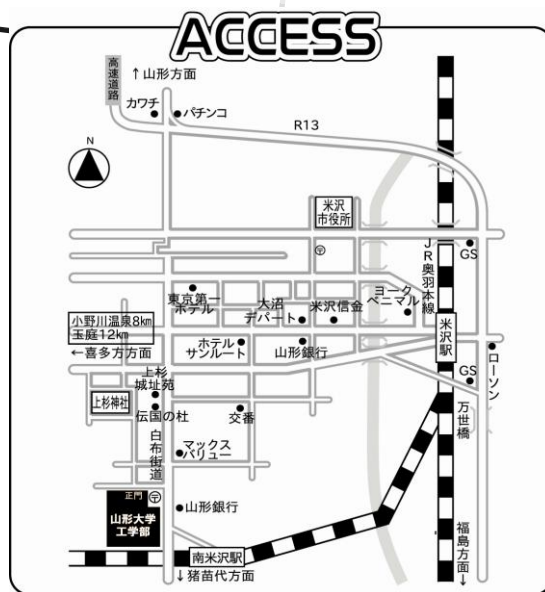 ACCESS
高速道路
↑山形方面
カワチ
パチンコ
R13
N
米沢
市役所
〒
JR奥羽本線
GS
東京第一
ホテル
大沼
デパート
米沢信金
ヨーク
ベニマル
小野川温泉8km
玉庭12km
←喜多方方面
ホテル
サンルート
山形銀行
米沢駅
ローソン
上杉
城址苑
上杉神社
伝国の杜
交番
GS
万世橋
白布街道
マックス
バリュー
正門
〒
山形大学
工学部
山形銀行
南米沢駅
↓猪苗代方面
福島方面→